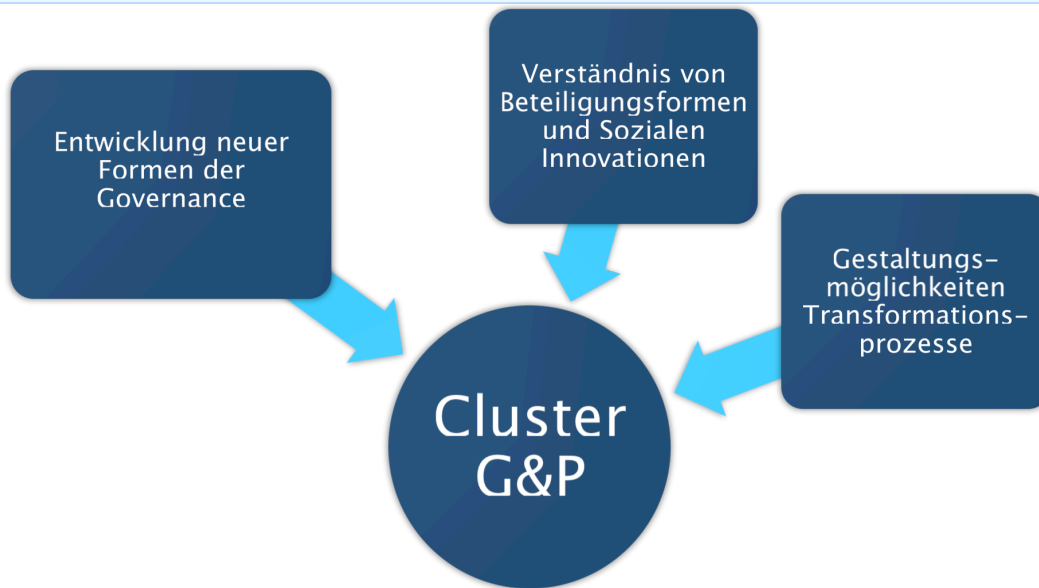 Entwicklung neuer
Formen der
Governance
Verständnis von
Beteiligungsformen
und Sozialen
Innovationen
Gestaltungs-
möglichkeiten
Transformations-
prozesse
Cluster
G&P